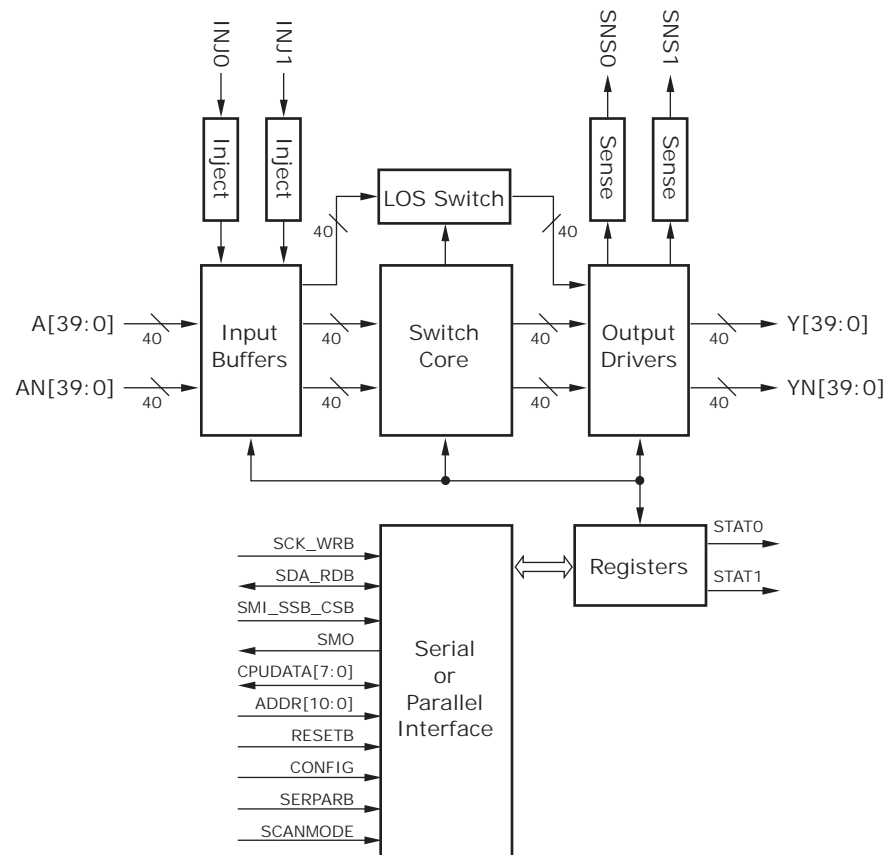 INJ0
INJ1
SNS0
SNS1
Inject
Inject
Sense
Sense
LOS Switch
40
40
A[39:0]
40
Input
Buffers
40
Switch
Core
40
Output
Drivers
40
Y[39:0]
AN[39:0]
40
40
40
40
YN[39:0]
SCK_WRB
SDA_RDB
SMI_SSB_CSB
SMO
CPUDATA[7:0]
ADDR[10:0]
RESETB
CONFIG
SERPARB
SCANMODE
Serial
or
Parallel
Interface
Registers
STAT0
STAT1